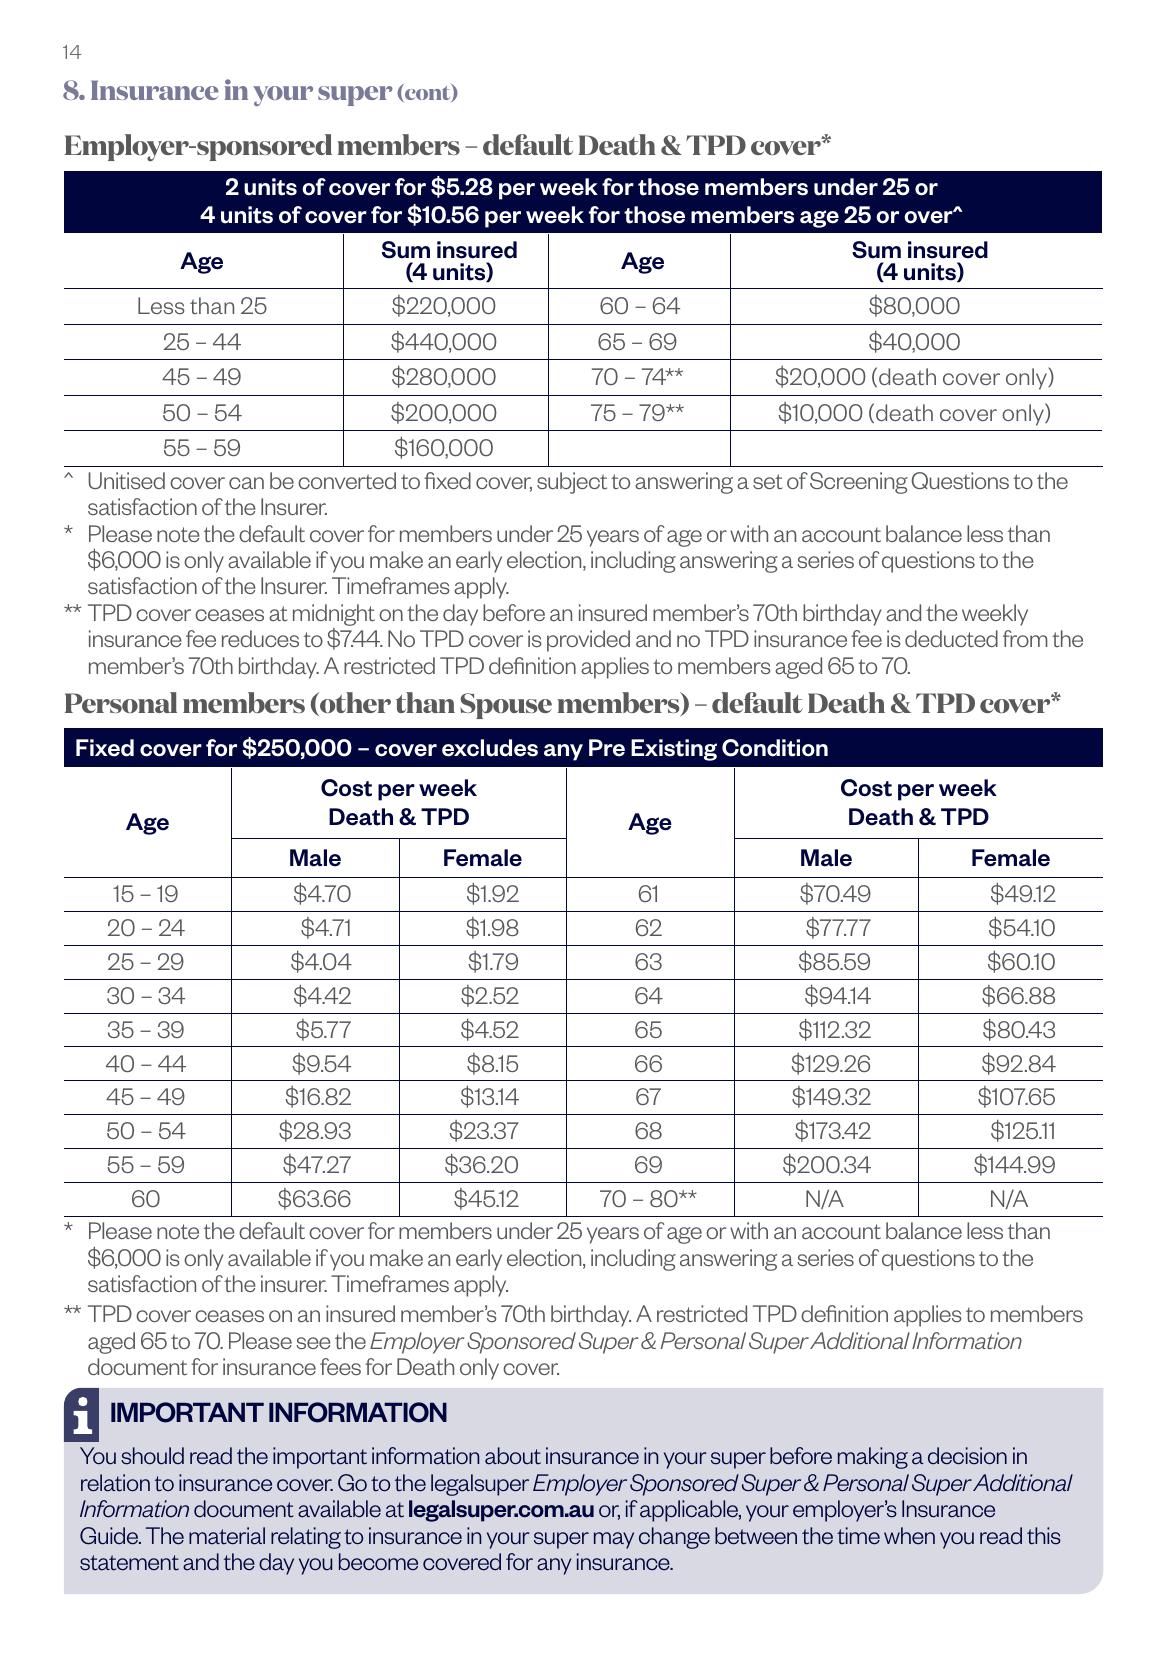 14
8. Insurance in your super (cont)
Employer-sponsored members – default Death & TPD cover*
2 units of cover for $5.28 per week for those members under 25 or
4 units of cover for $10.56 per week for those members age 25 or over^
Age Sum insured (4 units) Age Sum insured (4 units)
Less than 25 $220,000 60 – 64 $80,000
25 – 44 $440,000 65 – 69 $40,000
45 – 49 $280,000 70 – 74** $20,000 (death cover only)
50 – 54 $200,000 75 – 79** $10,000 (death cover only)
55 – 59 $160,000
^ Unitised cover can be converted to fixed cover, subject to answering a set of Screening Questions to the
satisfaction of the Insurer.
* Please note the default cover for members under 25 years of age or with an account balance less than
$6,000 is only available if you make an early election, including answering a series of questions to the
satisfaction of the Insurer. Timeframes apply.
** TPD cover ceases at midnight on the day before an insured member's 70th birthday and the weekly
insurance fee reduces to $7.44. No TPD cover is provided and no TPD insurance fee is deducted from the
member's 70th birthday. A restricted TPD definition applies to members aged 65 to 70.
Personal members (other than Spouse members) – default Death & TPD cover*
Fixed cover for $250,000 – cover excludes any Pre Existing Condition
Age Cost per week Death & TPD Age Cost per week Death & TPD
Male Female Male Female
15 – 19 $4.70 $1.92 61 $70.49 $49.12
20 – 24 $4.71 $1.98 62 $77.77 $54.10
25 – 29 $4.04 $1.79 63 $85.59 $60.10
30 – 34 $4.42 $2.52 64 $94.14 $66.88
35 – 39 $5.77 $4.52 65 $112.32 $80.43
40 – 44 $9.54 $8.15 66 $129.26 $92.84
45 – 49 $16.82 $13.14 67 $149.32 $107.65
50 – 54 $28.93 $23.37 68 $173.42 $125.11
55 – 59 $47.27 $36.20 69 $200.34 $144.99
60 $63.66 $45.12 70 – 80** N/A N/A
* Please note the default cover for members under 25 years of age or with an account balance less than
$6,000 is only available if you make an early election, including answering a series of questions to the
satisfaction of the insurer. Timeframes apply.
** TPD cover ceases on an insured member's 70th birthday. A restricted TPD definition applies to members
aged 65 to 70. Please see the Employer Sponsored Super & Personal Super Additional Information
document for insurance fees for Death only cover.
i IMPORTANT INFORMATION
You should read the important information about insurance in your super before making a decision in
relation to insurance cover. Go to the legalsuper Employer Sponsored Super & Personal Super Additional
Information document available at legalsuper.com.au or, if applicable, your employer's Insurance
Guide. The material relating to insurance in your super may change between the time when you read this
statement and the day you become covered for any insurance.